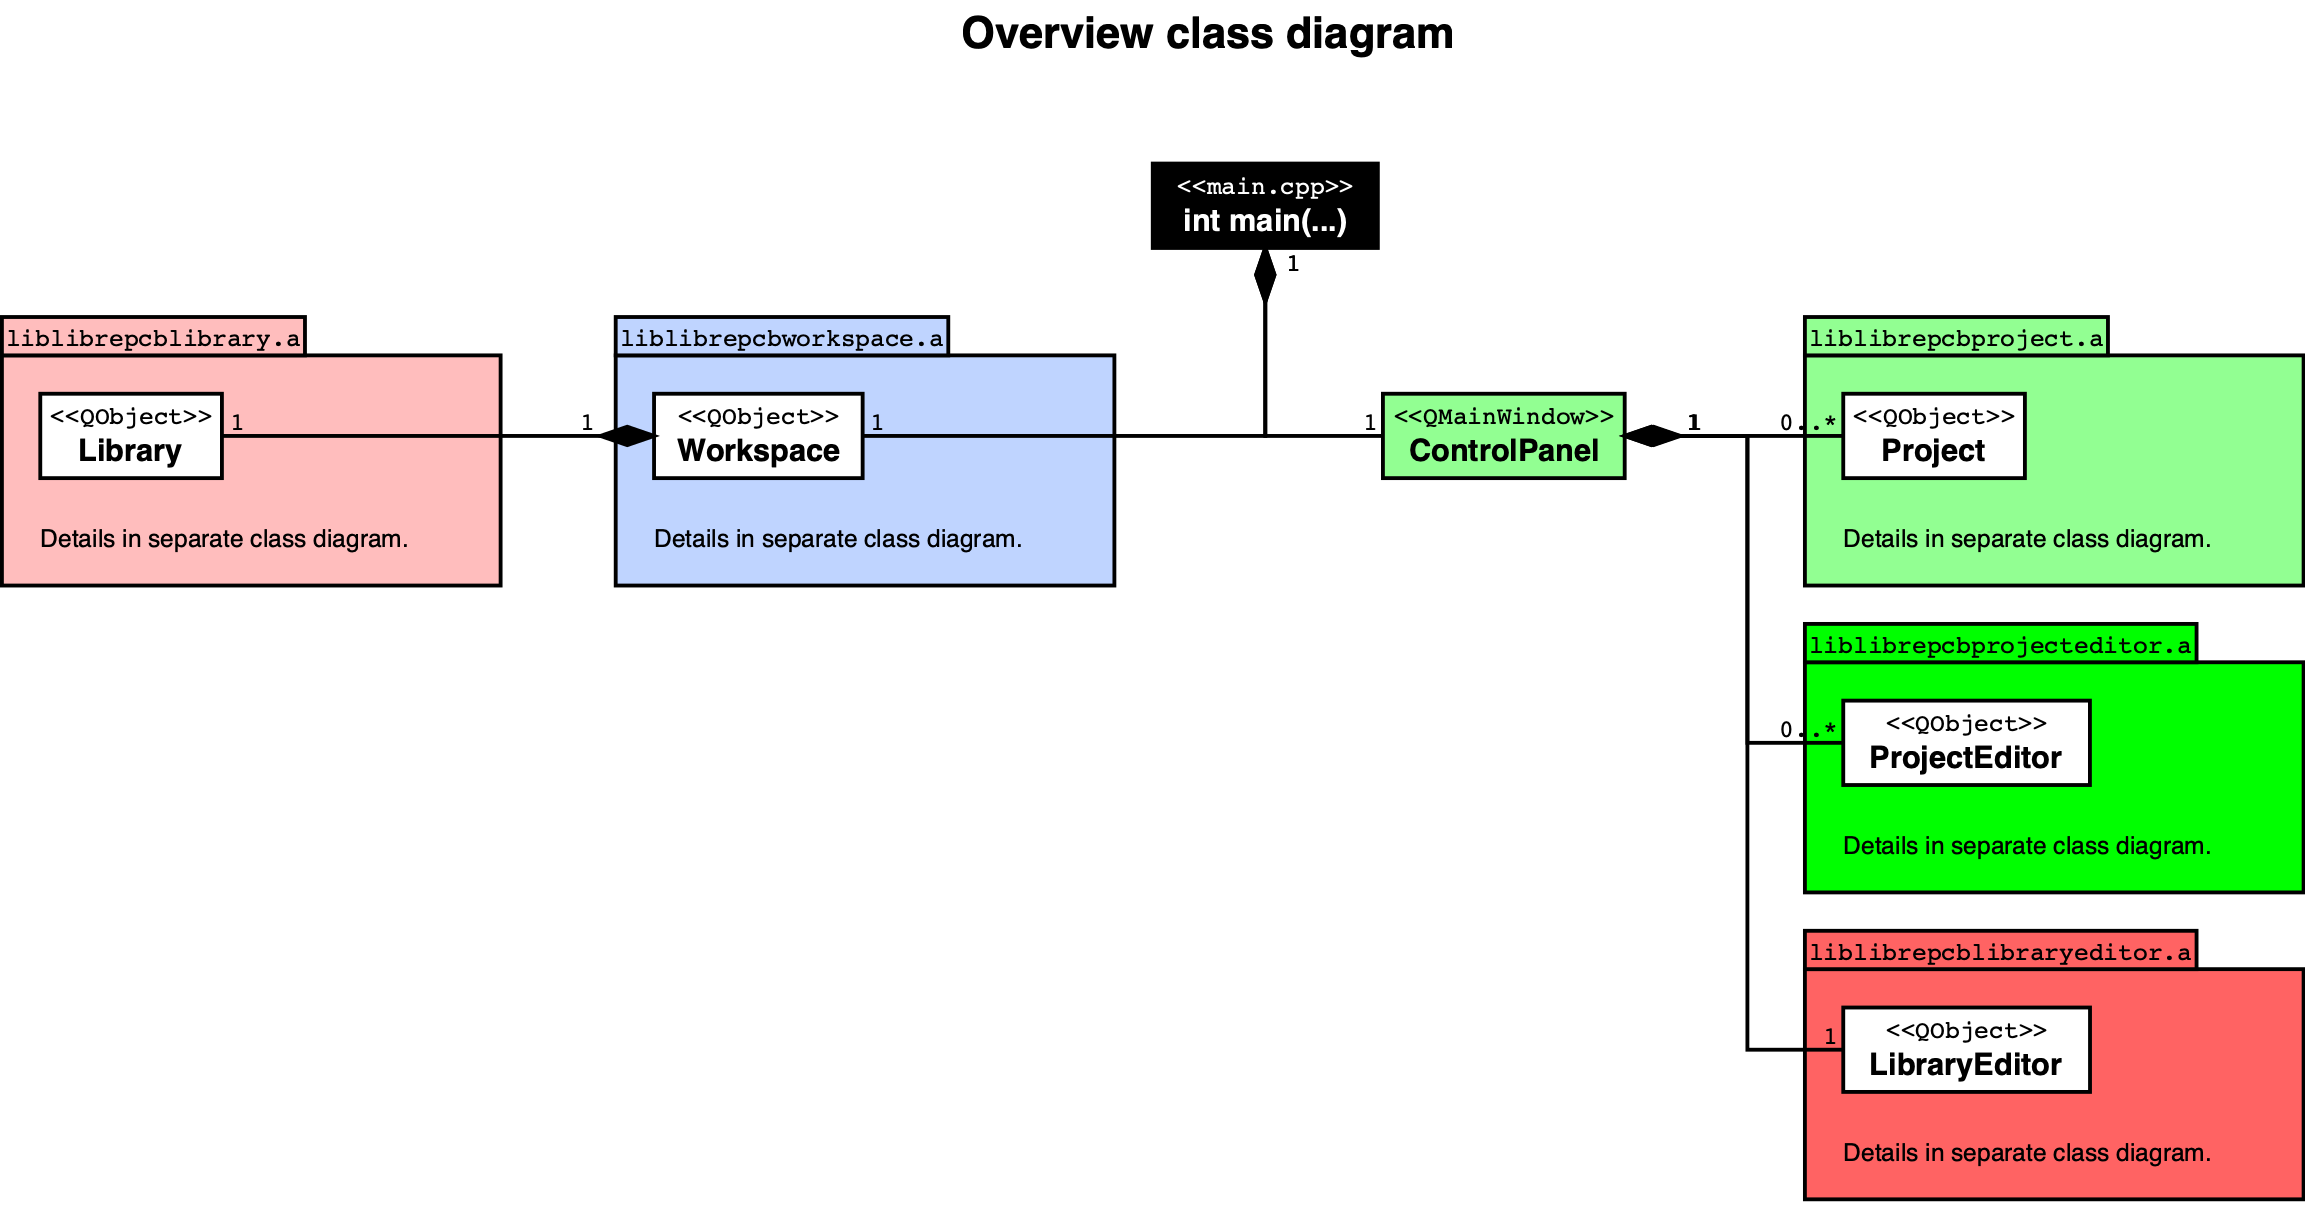 Overview class diagram
<<main.cpp>>
int main(...)
1
liblibrepcblibrary.a
<<QObject>>
Library
1
Details in separate class diagram.
liblibrepcbworkspace.a
1
<<QObject>>
Workspace
1
Details in separate class diagram.
1
<<QMainWindow>>
ControlPanel
1
liblibrepcbproject.a
0..*
<<QObject>>
Project
Details in separate class diagram.
liblibrepcbprojecteditor.a
0..*
<<QObject>>
ProjectEditor
Details in separate class diagram.
liblibrepcblibraryeditor.a
1
<<QObject>>
LibraryEditor
Details in separate class diagram.